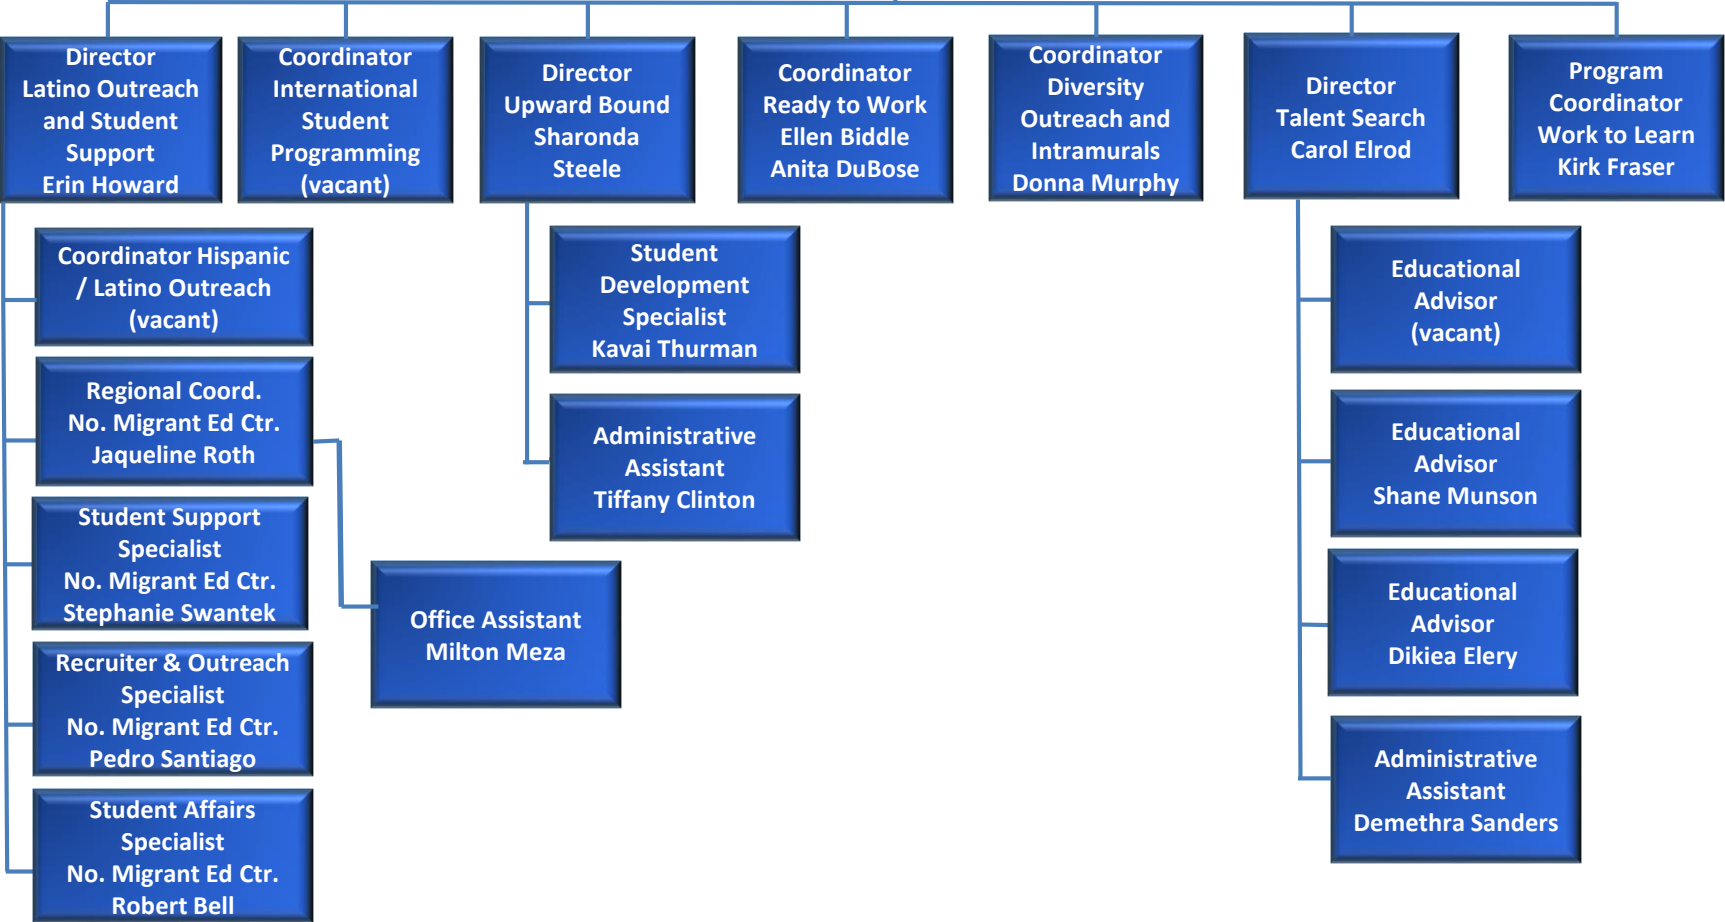 Director
Latino Outreach
and Student
Support
Erin Howard
Coordinator
International
Student
Programming
(vacant)
Director
Upward Bound
Sharonda
Steele
Coordinator
Ready to Work
Ellen Biddle
Anita DuBose
Coordinator
Diversity
Outreach and
Intramurals
Donna Murphy
Director
Talent Search
Carol Elrod
Program
Coordinator
Work to Learn
Kirk Fraser
Coordinator Hispanic
/ Latino Outreach
(vacant)
Regional Coord.
No. Migrant Ed Ctr.
Jaqueline Roth
Student Support
Specialist
No. Migrant Ed Ctr.
Stephanie Swantek
Recruiter & Outreach
Specialist
No. Migrant Ed Ctr.
Pedro Santiago
Student Affairs
Specialist
No. Migrant Ed Ctr.
Robert Bell
Office Assistant
Milton Meza
Student
Development
Specialist
Kavai Thurman
Administrative
Assistant
Tiffany Clinton
Educational
Advisor
(vacant)
Educational
Advisor
Shane Munson
Educational
Advisor
Dikiea Elery
Administrative
Assistant
Demethra Sanders